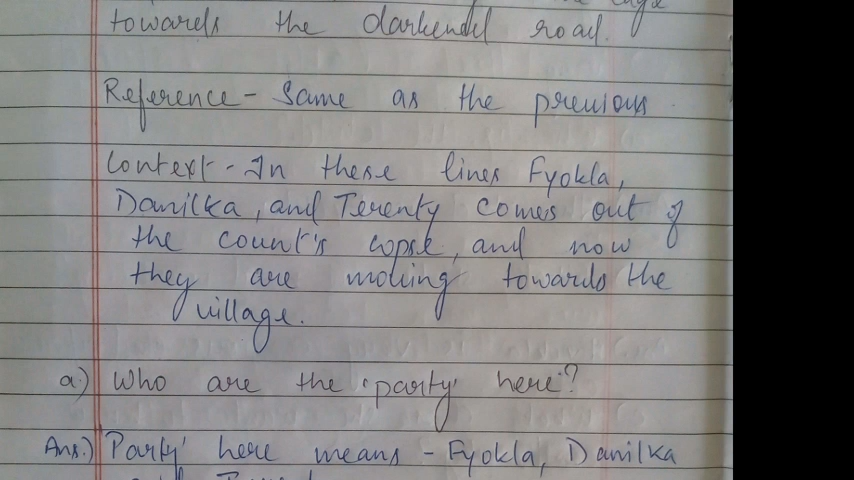 towards the darkended road.
Reference - Same as the previous
Context - In these lines Fyokla,
Danilka, and Terenty comes out of
the count's copse, and now
they are moving towards the
village.
a.) Who are the 'party' here?
Ans.) 'Party' here means - Fyokla, Danilka